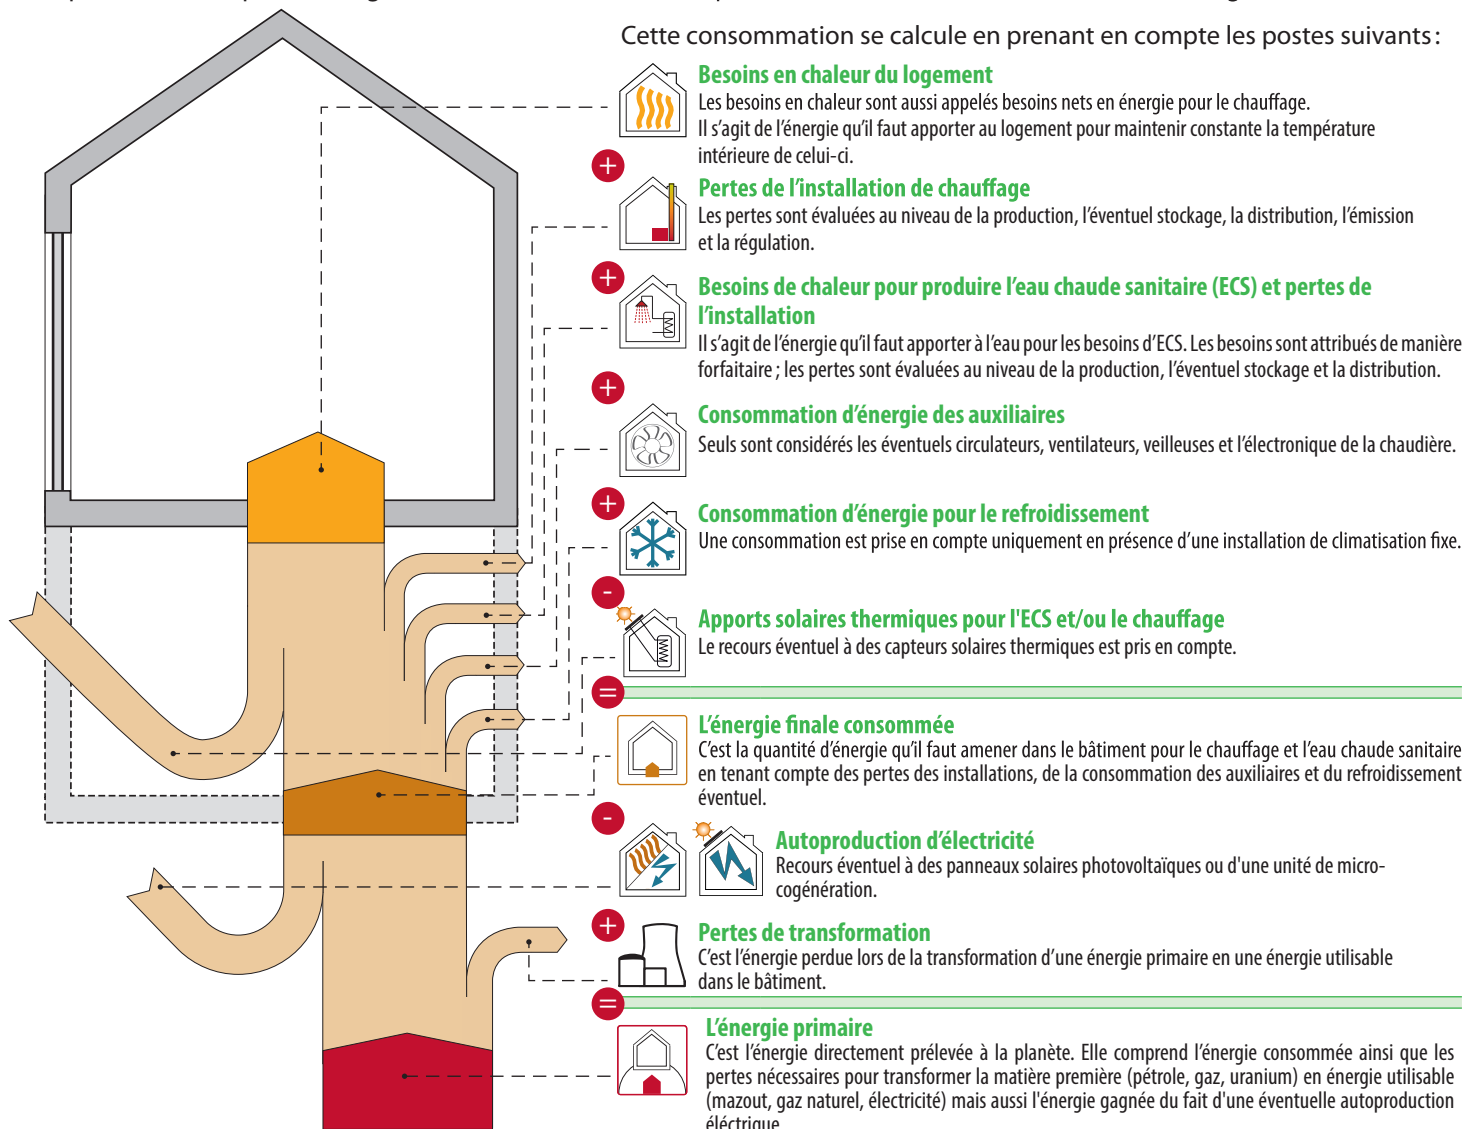 Cette consommation se calcule en prenant en compte les postes suivants :
Besoins en chaleur du logement
Les besoins en chaleur sont aussi appelés besoins nets en énergie pour le chauffage.
Il s'agit de l'énergie qu'il faut apporter au logement pour maintenir constante la température
intérieure de celui-ci.
+
Pertes de l'installation de chauffage
Les pertes sont évaluées au niveau de la production, l'éventuel stockage, la distribution, l'émission
et la régulation.
+
Besoins de chaleur pour produire l'eau chaude sanitaire (ECS) et pertes de
l'installation
Il s'agit de l'énergie qu'il faut apporter à l'eau pour les besoins d'ECS. Les besoins sont attribués de manière
forfaitaire ; les pertes sont évaluées au niveau de la production, l'éventuel stockage et la distribution.
+
Consommation d'énergie des auxiliaires
Seuls sont considérés les éventuels circulateurs, ventilateurs, veilleuses et l'électronique de la chaudière.
+
Consommation d'énergie pour le refroidissement
Une consommation est prise en compte uniquement en présence d'une installation de climatisation fixe.
-
Apports solaires thermiques pour l'ECS et/ou le chauffage
Le recours éventuel à des capteurs solaires thermiques est pris en compte.
=
L'énergie finale consommée
C'est la quantité d'énergie qu'il faut amener dans le bâtiment pour le chauffage et l'eau chaude sanitaire
en tenant compte des pertes des installations, de la consommation des auxiliaires et du refroidissement
éventuel.
-
Autoproduction d'électricité
Recours éventuel à des panneaux solaires photovoltaïques ou d'une unité de micro-
cogénération.
+
Pertes de transformation
C'est l'énergie perdue lors de la transformation d'une énergie primaire en une énergie utilisable
dans le bâtiment.
=
L'énergie primaire
C'est l'énergie directement prélevée à la planète. Elle comprend l'énergie consommée ainsi que les
pertes nécessaires pour transformer la matière première (pétrole, gaz, uranium) en énergie utilisable
(mazout, gaz naturel, électricité) mais aussi l'énergie gagnée du fait d'une éventuelle autoproduction
éléctrique